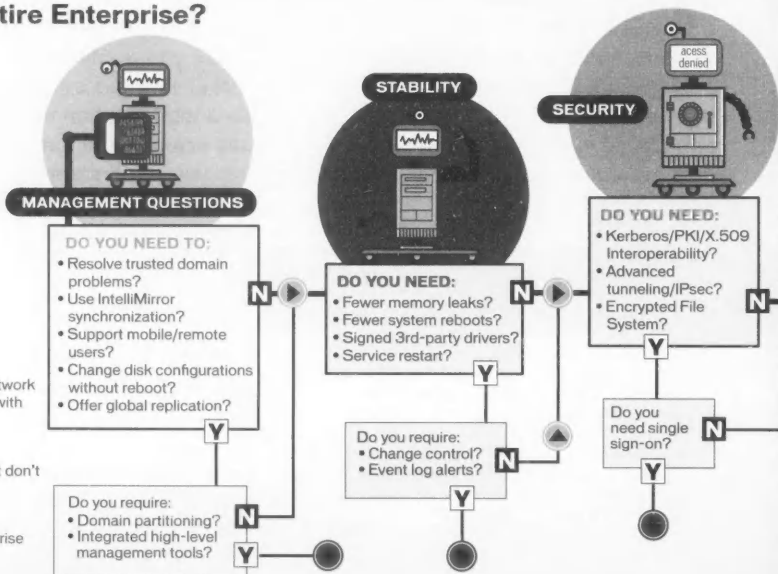 tire Enterprise?
MANAGEMENT QUESTIONS
DO YOU NEED TO:
• Resolve trusted domain
problems?
• Use IntelliMirror
synchronization?
• Support mobile/remote
users?
• Change disk configurations
without reboot?
• Offer global replication?
N
Y
twork
with
t don't
rise
Do you require:
• Domain partitioning?
• Integrated high-level
management tools?
N
Y
STABILITY
DO YOU NEED:
• Fewer memory leaks?
• Fewer system reboots?
• Signed 3rd-party drivers?
• Service restart?
N
Y
Do you require:
• Change control?
• Event log alerts?
N
Y
acess
denied
SECURITY
DO YOU NEED:
• Kerberos/PKI/X.509
Interoperability?
• Advanced
tunneling/IPsec?
• Encrypted File
System?
N
Y
Do you
need single
sign-on?
N
Y